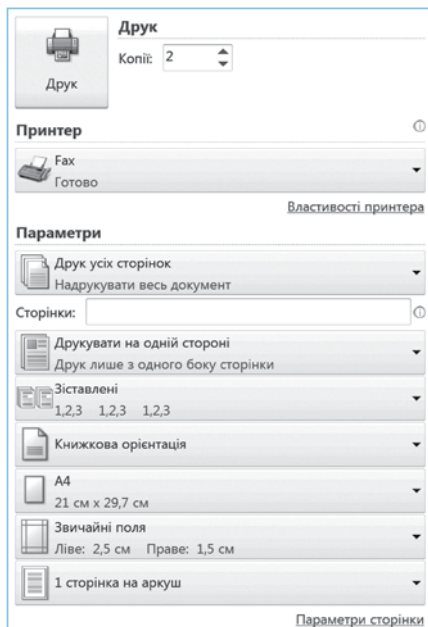 Друк
Друк
Копії: 2
Принтер
Fax
Готово
Властивості принтера
Параметри
Друк усіх сторінок
Надрукувати весь документ
Сторінки:
Друкувати на одній стороні
Друк лише з одного боку сторінки
Зіставлені
1,2,3 1,2,3 1,2,3
Книжкова орієнтація
A4
21 см x 29,7 см
Звичайні поля
Ліве: 2,5 см Праве: 1,5 см
1 сторінка на аркуш
Параметри сторінки